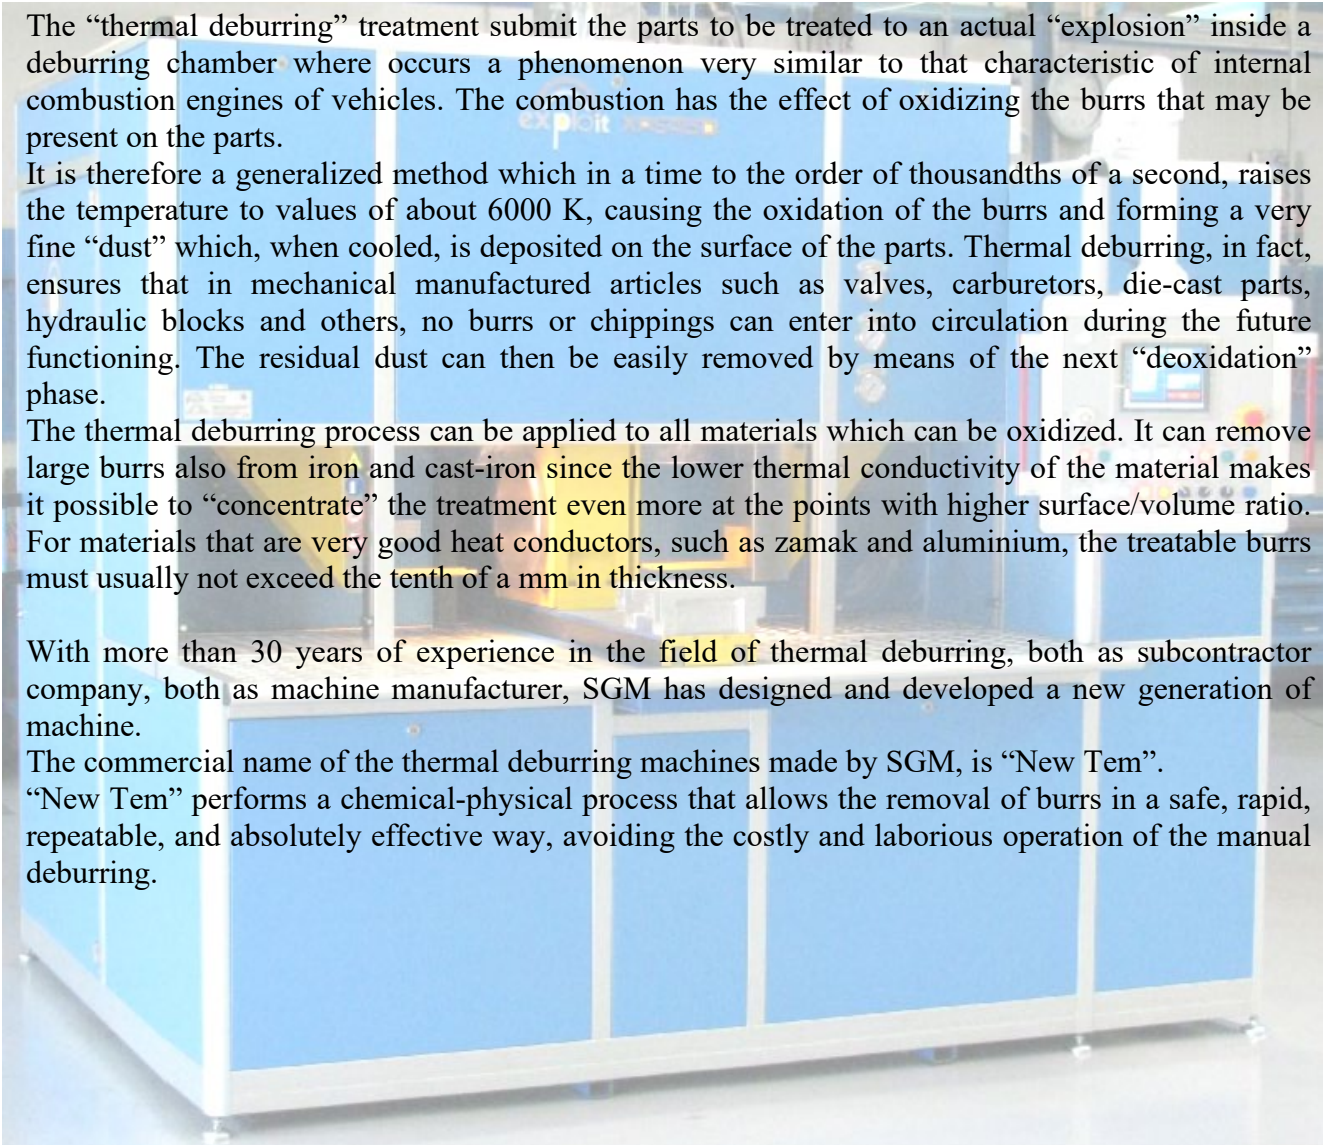 The “thermal deburring” treatment submit the parts to be treated to an actual “explosion” inside a
deburring chamber where occurs a phenomenon very similar to that characteristic of internal
combustion engines of vehicles. The combustion has the effect of oxidizing the burrs that may be
present on the parts.
It is therefore a generalized method which in a time to the order of thousandths of a second, raises
the temperature to values of about 6000 K, causing the oxidation of the burrs and forming a very
fine “dust” which, when cooled, is deposited on the surface of the parts. Thermal deburring, in fact,
ensures that in mechanical manufactured articles such as valves, carburetors, die-cast parts,
hydraulic blocks and others, no burrs or chippings can enter into circulation during the future
functioning. The residual dust can then be easily removed by means of the next “deoxidation”
phase.
The thermal deburring process can be applied to all materials which can be oxidized. It can remove
large burrs also from iron and cast-iron since the lower thermal conductivity of the material makes
it possible to “concentrate” the treatment even more at the points with higher surface/volume ratio.
For materials that are very good heat conductors, such as zamak and aluminium, the treatable burrs
must usually not exceed the tenth of a mm in thickness.
With more than 30 years of experience in the field of thermal deburring, both as subcontractor
company, both as machine manufacturer, SGM has designed and developed a new generation of
machine.
The commercial name of the thermal deburring machines made by SGM, is “New Tem”.
“New Tem” performs a chemical-physical process that allows the removal of burrs in a safe, rapid,
repeatable, and absolutely effective way, avoiding the costly and laborious operation of the manual
deburring.
exploit